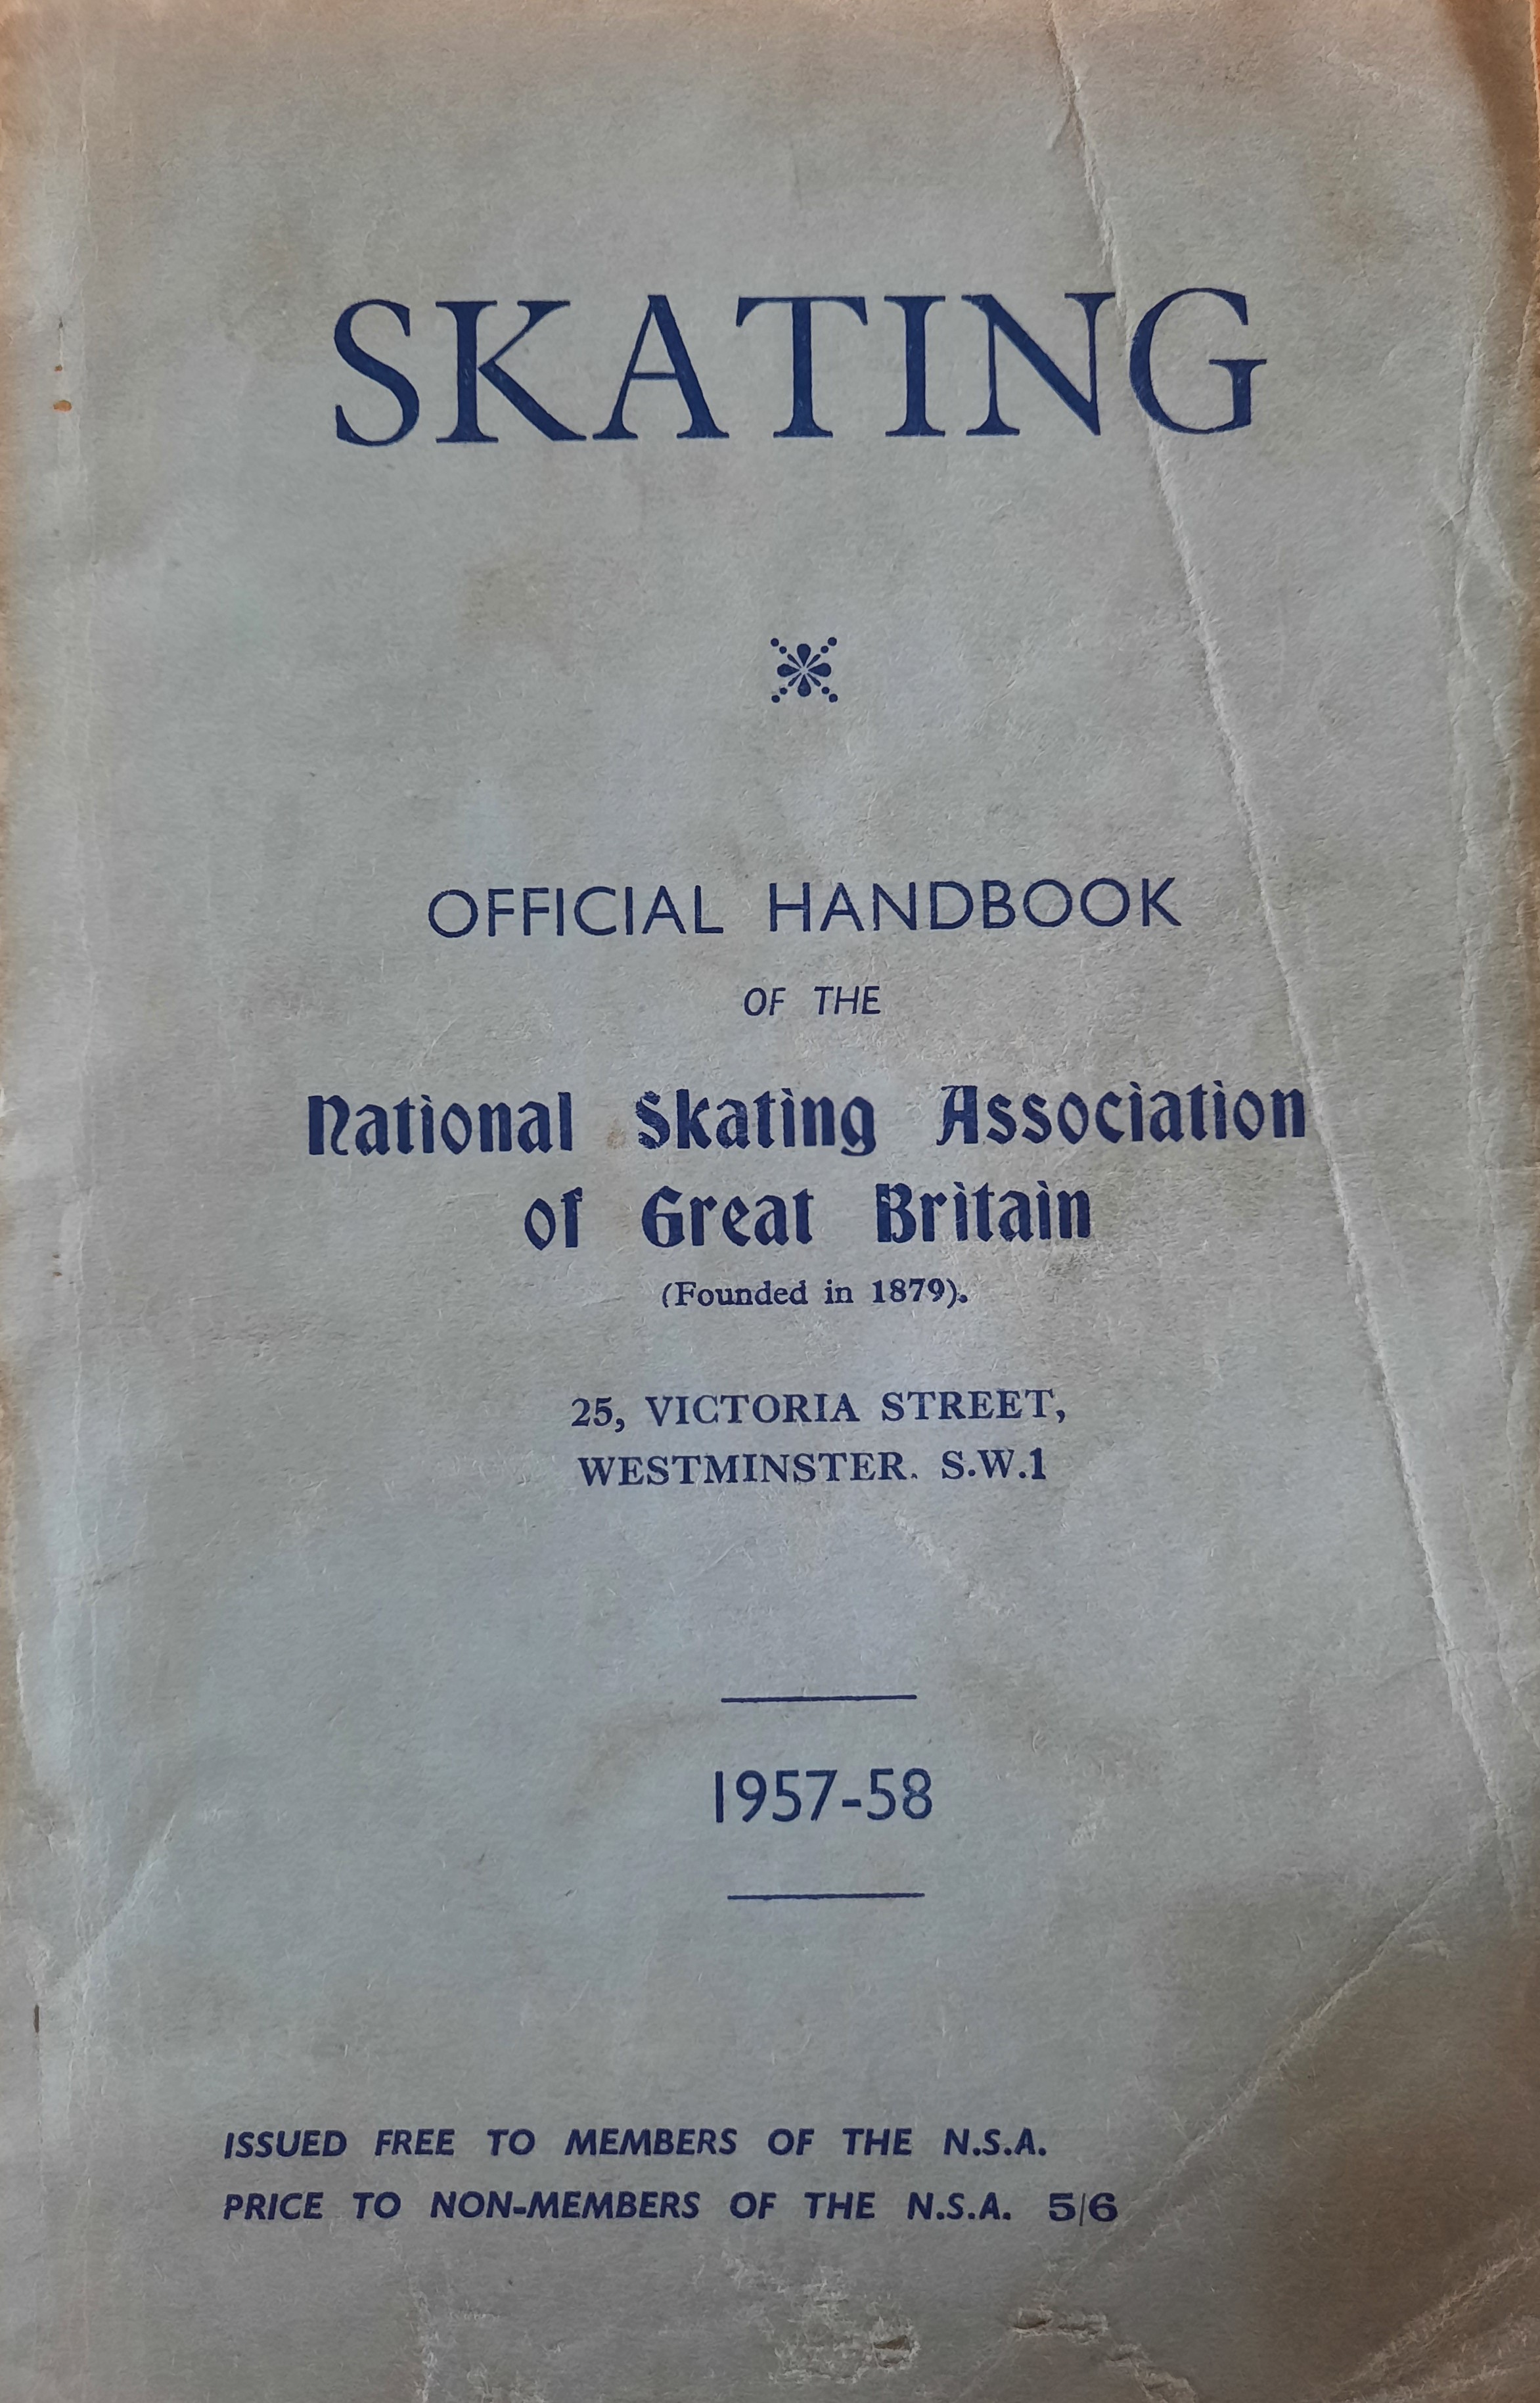 SKATING
OFFICIAL HANDBOOK
OF THE
National Skating Association
of Great Britain
(Founded in 1879).
25, VICTORIA STREET,
WESTMINSTER. S.W.1
1957-58
ISSUED FREE TO MEMBERS OF THE N.S.A.
PRICE TO NON-MEMBERS OF THE N.S.A. 5/6